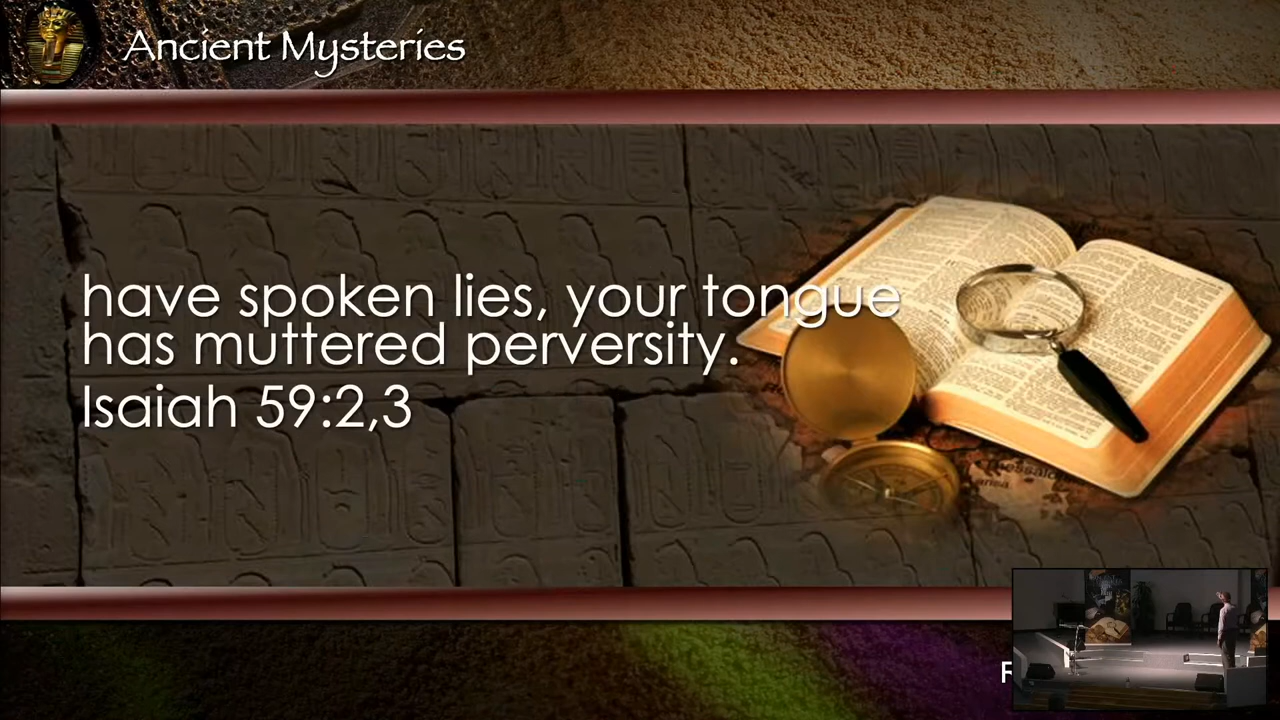 Ancient Mysteries
have spoken lies, your tongue
has muttered perversity.
Isaiah 59:2,3